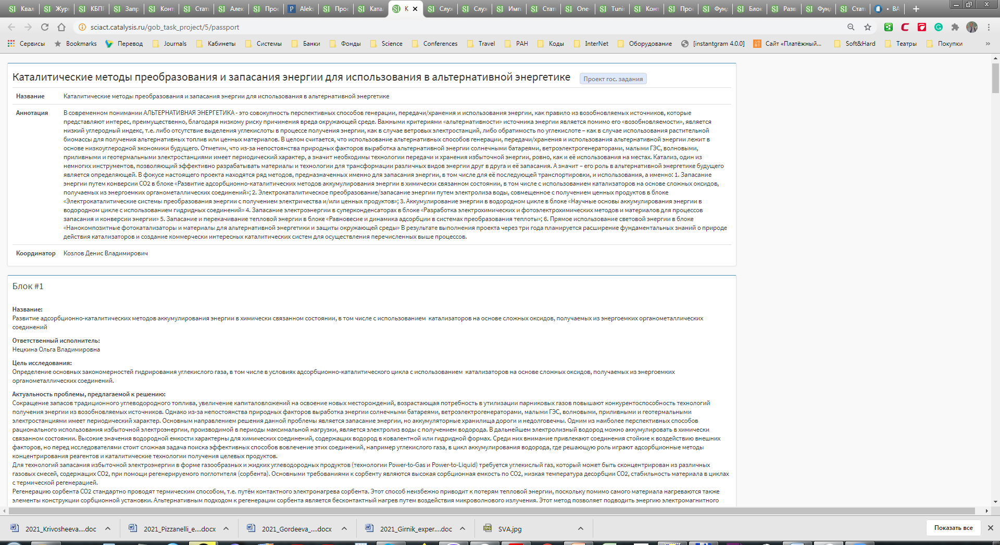 Квал
Жур
КБПР
Запр
Конт
Стат
Алек
Прое
Aleks
Прое
Ката
К
Служ
Служ
Имп
Стат
One-
Tunin
Конт
Прое
Фунд
Блок
Разв
Фунд
Стат
• ВА
sciact.catalysis.ru/gob_task_project/5/passport
Сервисы Bookmarks Перевод Journals Кабинеты Системы Банки Фонды Science Conferences Travel РАН Коды InterNet Оборудование [instantgram 4.0.0] Сайт «Платёжный... Soft&Hard Театры Покупки »
Каталитические методы преобразования и запасания энергии для использования в альтернативной энергетике Проект гос. задания
Название Каталитические методы преобразования и запасания энергии для использования в альтернативной энергетике
Аннотация В современном понимании АЛЬТЕРНАТИВНАЯ ЭНЕРГЕТИКА - это совокупность перспективных способов генерации, передачи/хранения и использования энергии, как правило из возобновляемых источников, которые
представляют интерес, преимущественно, благодаря низкому риску причинения вреда окружающей среде. Важными критериями «альтернативности» источника энергии является помимо его «возобновляемости», является
низкий углеродный индекс, т.е. либо отсутствие выделения углекислоты в процессе получения энергии, как в случае ветровых электростанций, либо обратимость по углекислоте – как в случае использования растительной
биомассы для получения альтернативных топлив или ценных материалов. В целом считается, что использование альтернативных способов генерации, передачи/хранения и использования альтернативной энергии лежит в
основе низкоуглеродной экономики будущего. Отметим, что из-за непостоянства природных факторов выработка альтернативной энергии солнечными батареями, ветроэлектрогенераторами, малыми ГЭС, волновыми,
приливными и геотермальными электростанциями имеет периодический характер, а значит необходимы технологии передачи и хранения избыточной энергии, ровно, как и её использования на местах. Катализ, один из
немногих инструментов, позволяющий эффективно разрабатывать материалы и технологии для трансформации различных видов энергии друг в друга и её запасания. А значит – его роль в альтернативной энергетике будущего
является определяющей. В фокусе настоящего проекта находятся ряд методов, предназначенных именно для запасания энергии, в том числе для её последующей транспортировки, и использования, а именно: 1. Запасание
энергии путем конверсии CO2 в блоке «Развитие адсорбционно-каталитических методов аккумулирования энергии в химически связанном состоянии, в том числе с использованием катализаторов на основе сложных оксидов,
получаемых из энергоемких органометаллических соединений»; 2. Электрокаталитическое преобразование/запасание энергии путем электролиза воды, совмещенное с получением ценных продуктов в блоке
«Электрокаталитические системы преобразования энергии с получением электричества и/или ценных продуктов»; 3. Аккумулирование энергии в водородном цикле в блоке «Научные основы аккумулирования энергии в
водородном цикле с использованием гидридных соединений» 4. Запасание электроэнергии в суперконденсаторах в блоке «Разработка электрохимических и фотоэлектрохимических методов и материалов для процессов
запасания и конверсии энергии» 5. Запасание и перекачивание тепловой энергии в блоке «Равновесие и динамика адсорбции в системах преобразования теплоты»; 6. Прямое использование световой энергии в блоке
«Нанокомпозитные фотокатализаторы и материалы для альтернативной энергетики и защиты окружающей среды» В результате выполнения проекта через три года планируется расширение фундаментальных знаний о природе
действия катализаторов и создание коммерчески интересных каталитических систем для осуществления перечисленных выше процессов.
Координатор Козлов Денис Владимирович
Блок #1
Название:
Развитие адсорбционно-каталитических методов аккумулирования энергии в химически связанном состоянии, в том числе с использованием катализаторов на основе сложных оксидов, получаемых из энергоемких органометаллических
соединений
Ответственный исполнитель:
Нецкина Ольга Владимировна
Цель исследования:
Определение основных закономерностей гидрирования углекислого газа, в том числе в условиях адсорбционно-каталитического цикла с использованием катализаторов на основе сложных оксидов, получаемых из энергоемких
органометаллических соединений.
Актуальность проблемы, предлагаемой к решению:
Сокращение запасов традиционного углеводородного топлива, увеличение капиталовложений на освоение новых месторождений, возрастающая потребность в утилизации парниковых газов повышают конкурентоспособность технологий
получения энергии из возобновляемых источников. Однако из-за непостоянства природных факторов выработка энергии солнечными батареями, ветроэлектрогенераторами, малыми ГЭС, волновыми, приливными и геотермальными
электростанциями имеет периодический характер. Основным направлением решения данной проблемы является запасание энергии, но аккумуляторные хранилища дороги и недолговечны. Одним из наиболее перспективных способов
рационального использования избыточной электроэнергии, производимой в периоды максимальной нагрузки, является электролиз воды с получением водорода. В дальнейшем электролизный водород можно аккумулировать в химически
связанном состоянии. Высокие значения водородной емкости характерны для химических соединений, содержащих водород в ковалентной или гидридной формах. Среди них внимание привлекают соединения стойкие к воздействию внешних
факторов, но перед исследователями стоит сложная задача поиска эффективных способов вовлечение этих соединений, например углекислого газа, в цикл аккумулирования водорода, где решающую роль играют адсорбционные методы
концентрирования реагентов и каталитические технологии получения целевых продуктов.
Для технологий запасания избыточной электроэнергии в форме газообразных и жидких углеводородных продуктов (технологии Power-to-Gas и Power-to-Liquid) требуется углекислый газ, который может быть сконцентрирован из различных
газовых смесей, содержащих CO2, при помощи регенерируемого поглотителя (сорбента). Основными требованиями к сорбенту являются высокая сорбционная емкость по CO2, низкая температура десорбции CO2, стабильность материала в циклах
с термической регенерацией.
Регенерацию сорбента CO2 стандартно проводят термическим способом, т.е. путём контактного электронагрева сорбента. Этот способ неизбежно приводит к потерям тепловой энергии, поскольку помимо самого материала нагреваются также
элементы конструкции сорбционной установки. Альтернативным подходом к регенерации сорбента является бесконтактный нагрев путем воздействия микроволнового излучения. Этот метод позволяет подводить энергию электромагнитного
2021_Krivosheeva....doc 2021_Pizzanelli_e....docx 2021_Gordeeva_....docx 2021_Girnik_exper....doc SVA.jpg Показать все